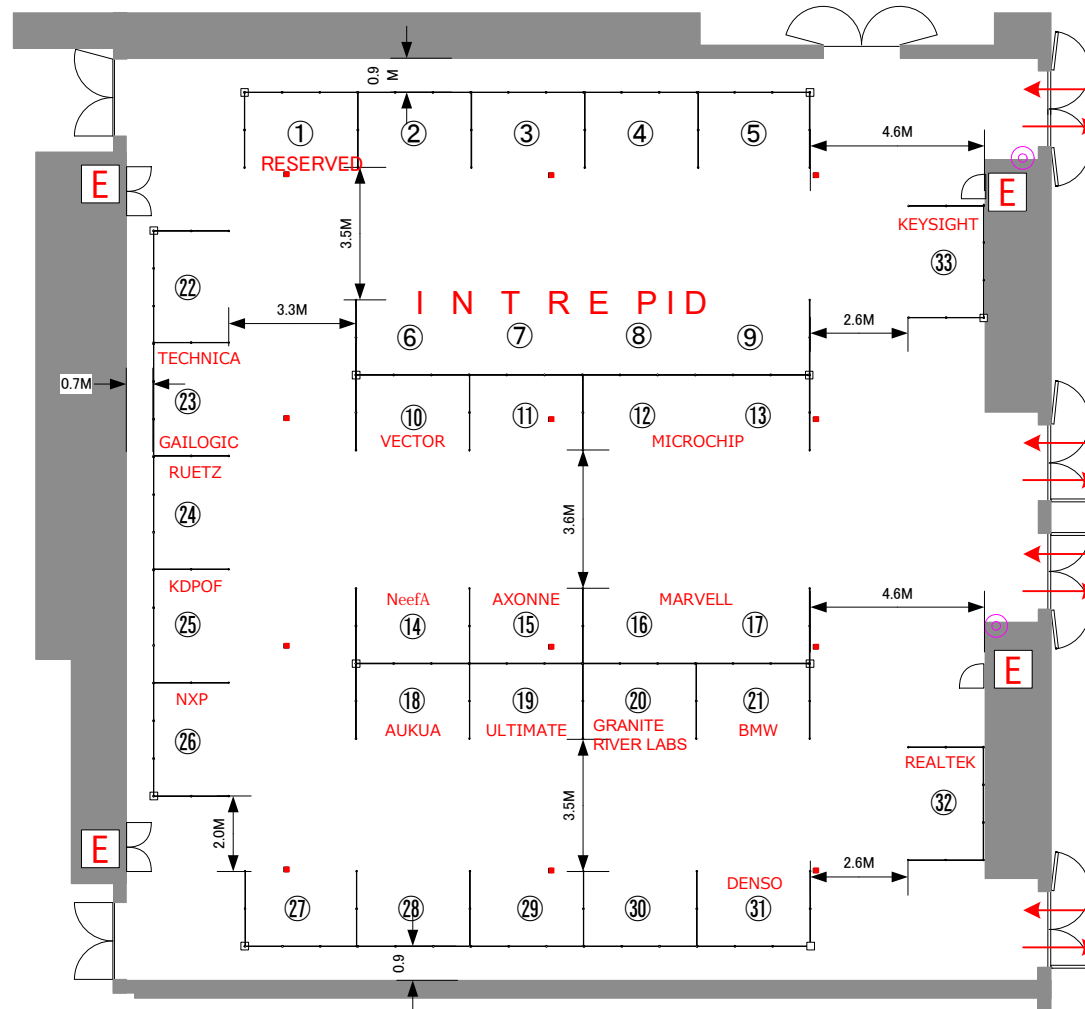 0.9
M
① ② ③ ④ ⑤
4.6M
RESERVED
E
E
KEYSIGHT
3.5M
㉝
㉒
I N T R E P I D
3.3M
2.6M
⑥ ⑦ ⑧ ⑨
TECHNICA
0.7M
㉓
⑩ ⑪ ⑫ ⑬
GAILOGIC
VECTOR
MICROCHIP
RUETZ
㉔
3.6M
KDPOF
NeefA
AXONNE
MARVELL
4.6M
㉕
⑭ ⑮ ⑯ ⑰
E
NXP
⑱ ⑲ ⑳ ㉑
㉖
AUKUA
ULTIMATE
GRANITE
RIVER LABS
BMW
REALTEK
3.5M
㉜
2.0M
E
2.6M
DENSO
㉗ ㉘ ㉙ ㉚ ㉛
0.9